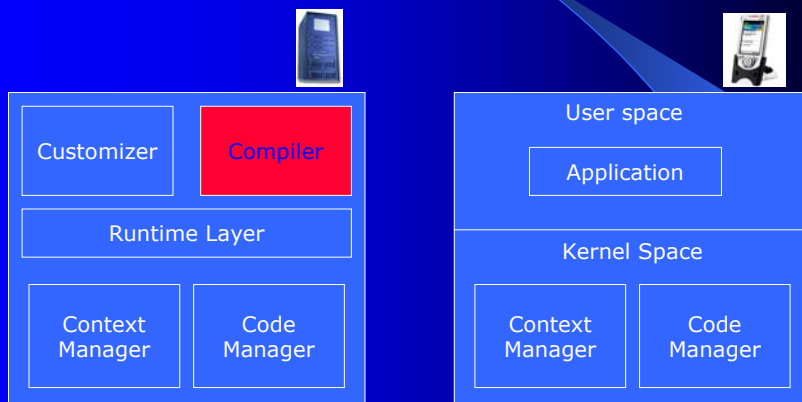 Customizer
Compiler
Runtime Layer
Context
Manager
Code
Manager
User space
Application
Kernel Space
Context
Manager
Code
Manager